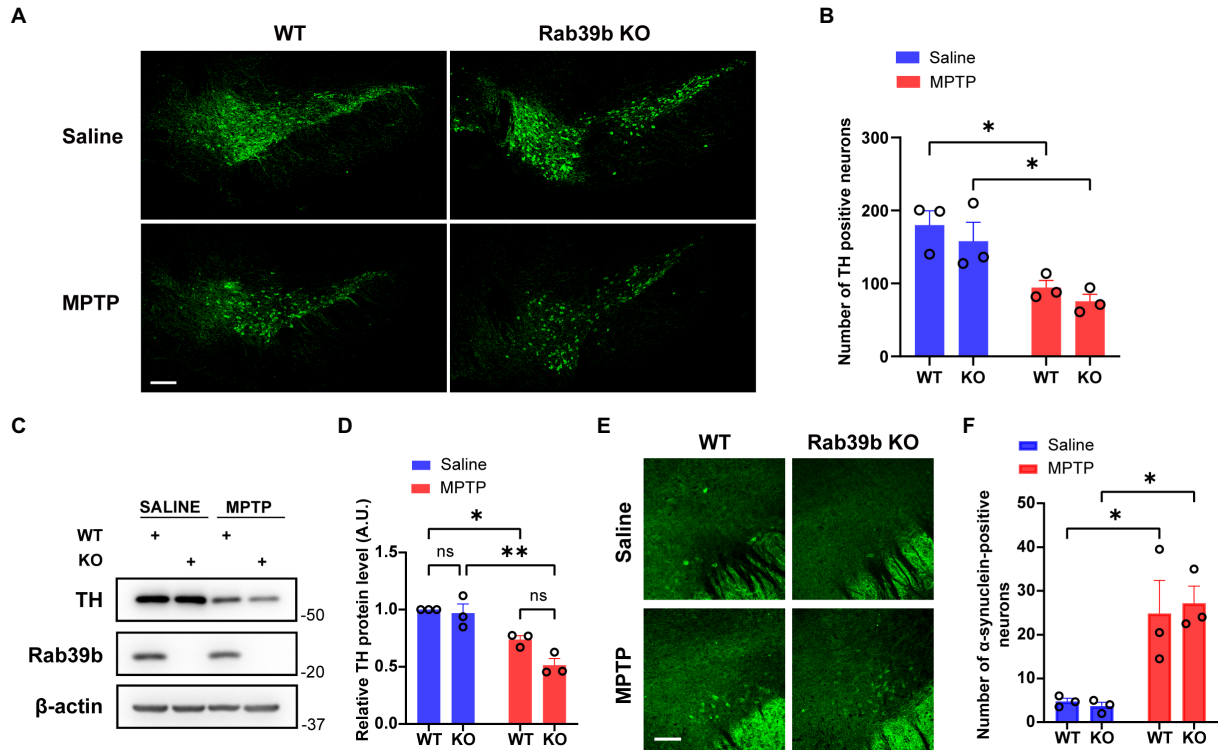 A
WT
Rab39b KO
Saline
MPTP
B
Saline
MPTP
Number of TH positive neurons
300
200
100
0
*
*
WT
KO
WT
KO
C
SALINE
MPTP
WT
+
+
KO
+
+
TH
-50
Rab39b
-20
β-actin
-37
D
Saline
MPTP
Relative TH protein level (A.U.)
1.5
1.0
0.5
0.0
*
ns
**
ns
WT
KO
WT
KO
E
WT
Rab39b KO
Saline
MPTP
F
Saline
MPTP
Number of α-synuclein-positive
neurons
50
40
30
20
10
0
*
*
WT
KO
WT
KO